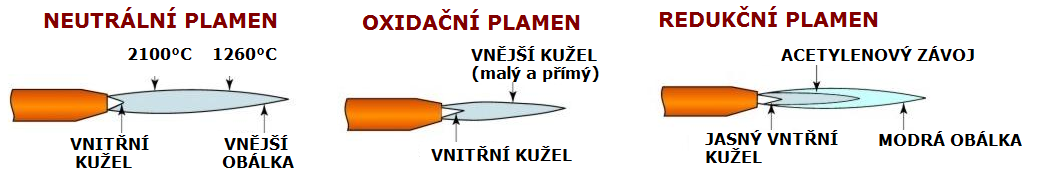 NEUTRÁLNÍ PLAMEN
2100°C 1260°C
VNITŘNÍ
KUŽEL
VNĚJŠÍ
OBÁLKA
OXIDAČNÍ PLAMEN
VNĚJŠÍ KUŽEL
(malý a přímý)
VNITŘNÍ KUŽEL
REDUKČNÍ PLAMEN
ACETYLENOVÝ ZÁVOJ
JASNÝ VNTŘNÍ
KUŽEL
MODRÁ OBÁLKA